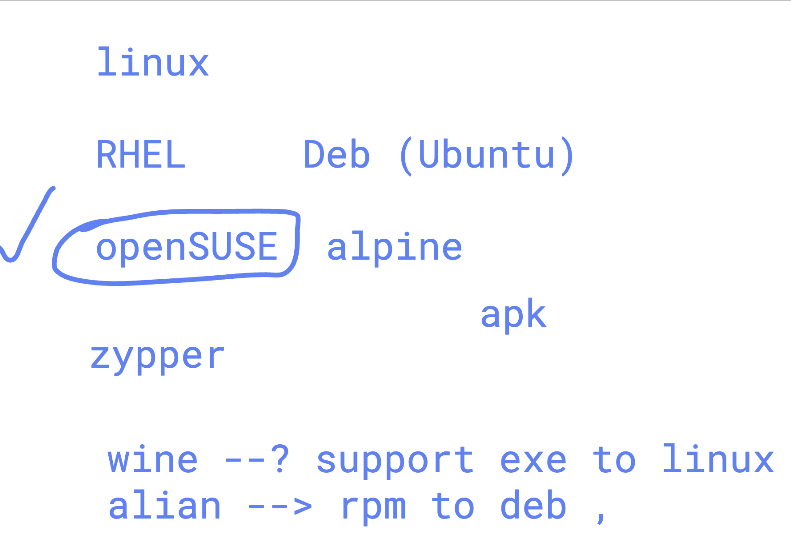 linux
RHEL Deb (Ubuntu)
openSUSE alpine
apk
zypper
wine --? support exe to linux
alian --> rpm to deb ,